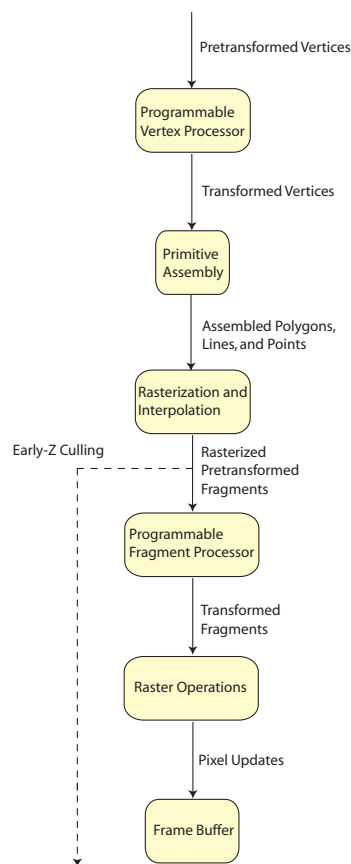 Pretransformed Vertices
Programmable
Vertex Processor
Transformed Vertices
Primitive
Assembly
Assembled Polygons,
Lines, and Points
Rasterization and
Interpolation
Early-Z Culling
Rasterized
Pretransformed
Fragments
Programmable
Fragment Processor
Transformed
Fragments
Raster Operations
Pixel Updates
Frame Buffer